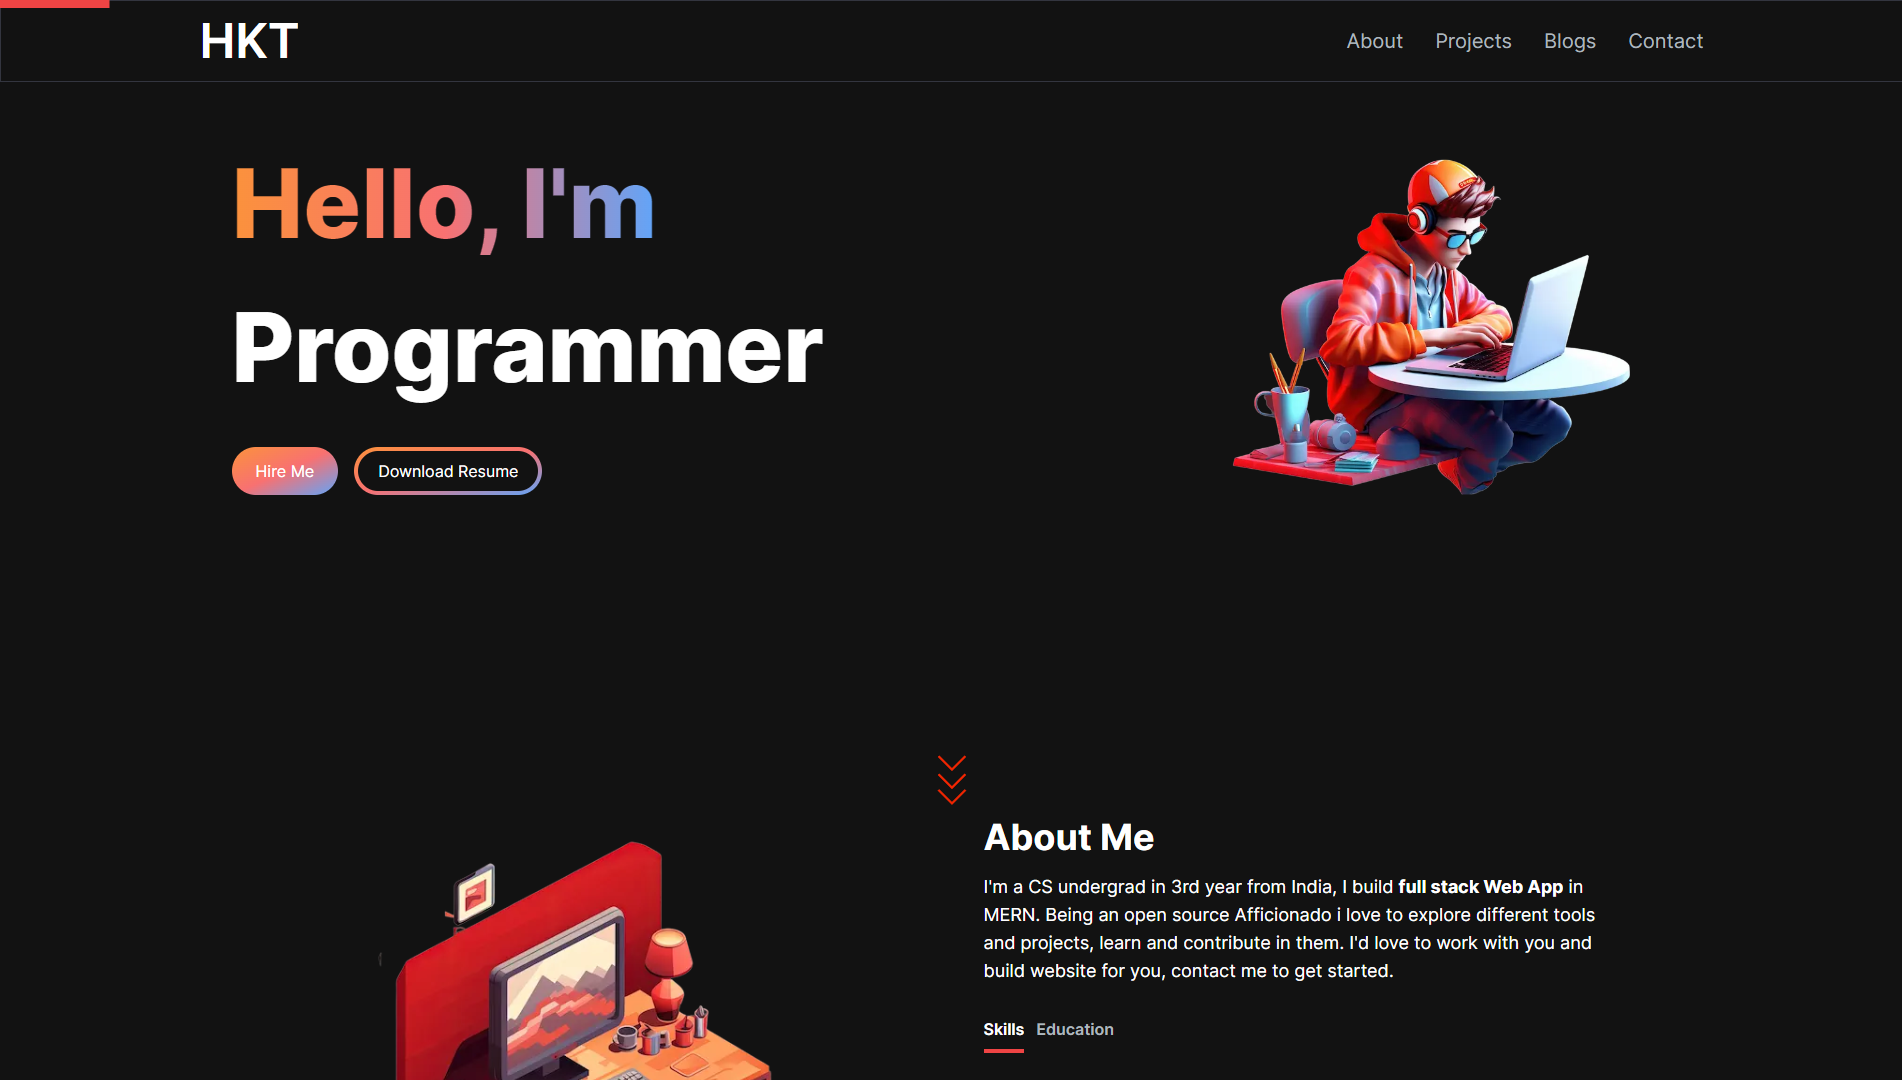 HKT
About Projects Blogs Contact
Hello, I'm
Programmer
Hire Me Download Resume
About Me
I'm a CS undergrad in 3rd year from India, I build full stack Web App in
MERN. Being an open source Afficionado i love to explore different tools
and projects, learn and contribute in them. I'd love to work with you and
build website for you, contact me to get started.
Skills Education